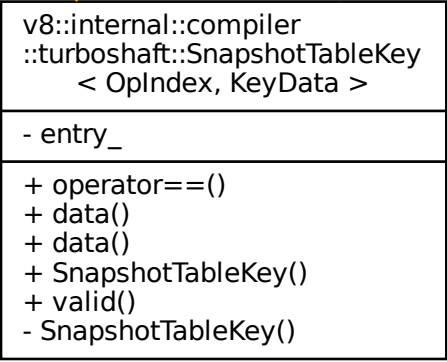 v8::internal::compiler
::turboshaft::SnapshotTableKey
< OpIndex, KeyData >
- entry_
+ operator==()
+ data()
+ data()
+ SnapshotTableKey()
+ valid()
- SnapshotTableKey()